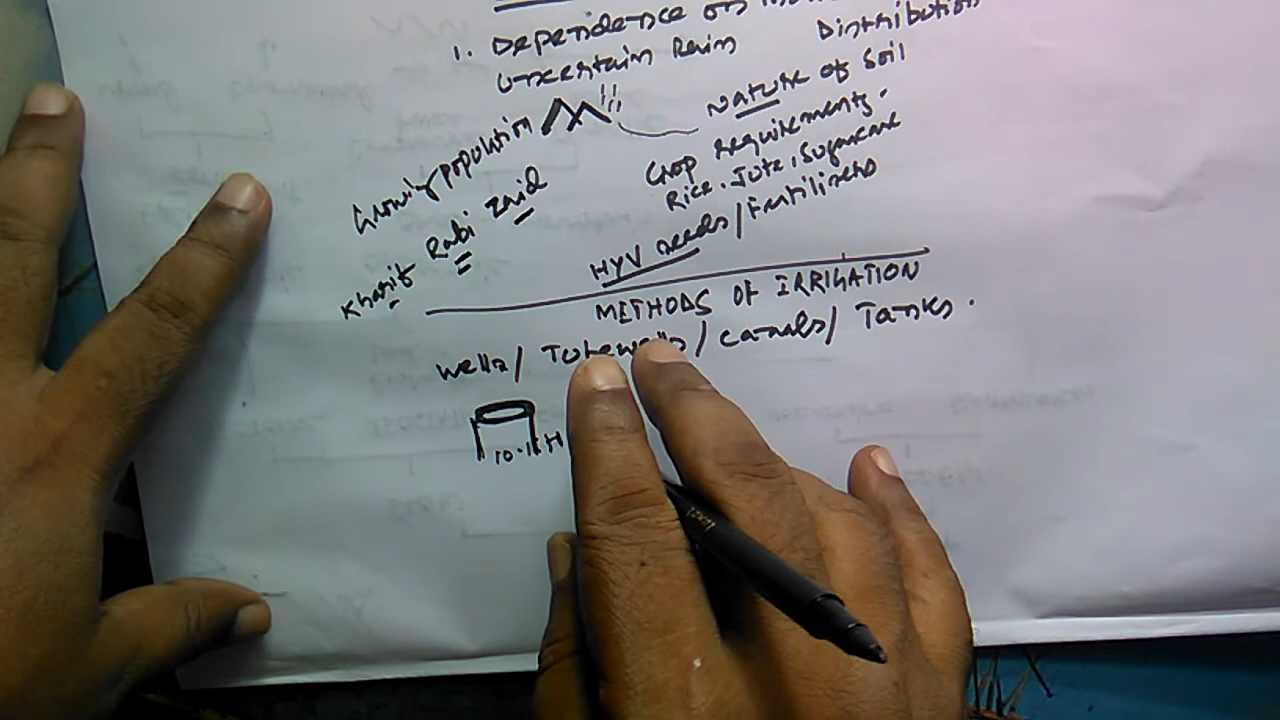 1. Dependence on
Uncertain Rain
Distribution
Growing population
Nature of Soil
Crop Requirements.
Rice, Jute, Sugarcane
Kharif Rabi Zaid
HYV seeds/Fertilizers
METHODS OF IRRIGATION
Wells/ Tubewells/ Canals/ Tanks.